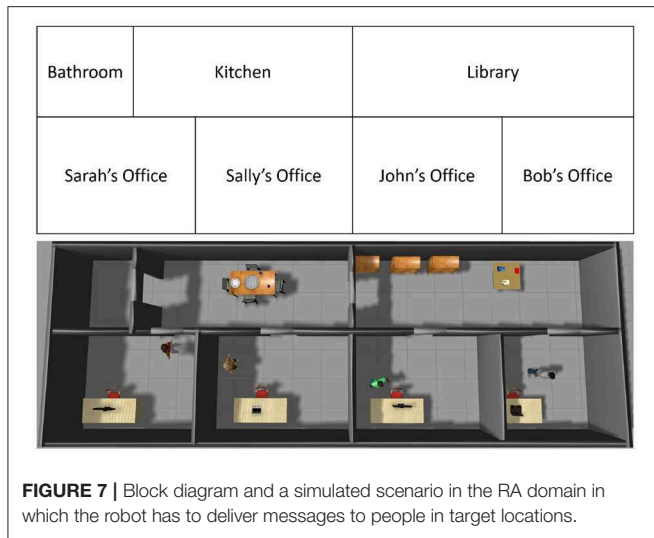 Bathroom Kitchen Library
Sarah's Office Sally's Office John's Office Bob's Office
FIGURE 7 | Block diagram and a simulated scenario in the RA domain in
which the robot has to deliver messages to people in target locations.